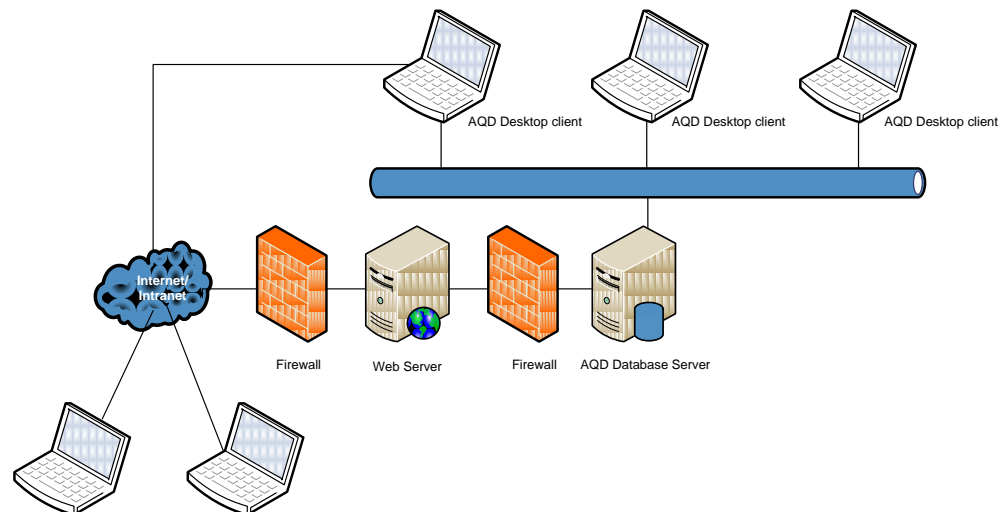 AQD Desktop client
AQD Desktop client
AQD Desktop client
Internet/
Intranet
Firewall
Web Server
Firewall
AQD Database Server